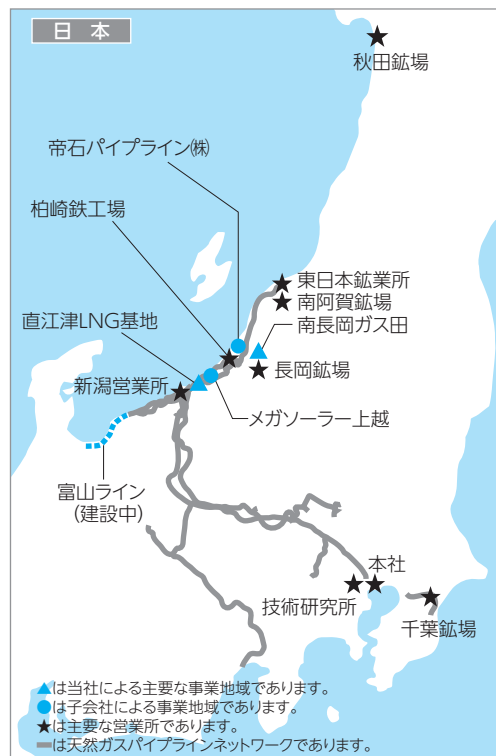 日 本
秋田鉱場
帝石パイプライン㈱
柏崎鉄工場
東日本鉱業所
南阿賀鉱場
南長岡ガス田
直江津LNG基地
長岡鉱場
新潟営業所
メガソーラー上越
富山ライン
(建設中)
本社
技術研究所
千葉鉱場
▲は当社による主要な事業地域であります。
●は子会社による事業地域であります。
★は主要な営業所であります。
━は天然ガスパイプラインネットワークであります。